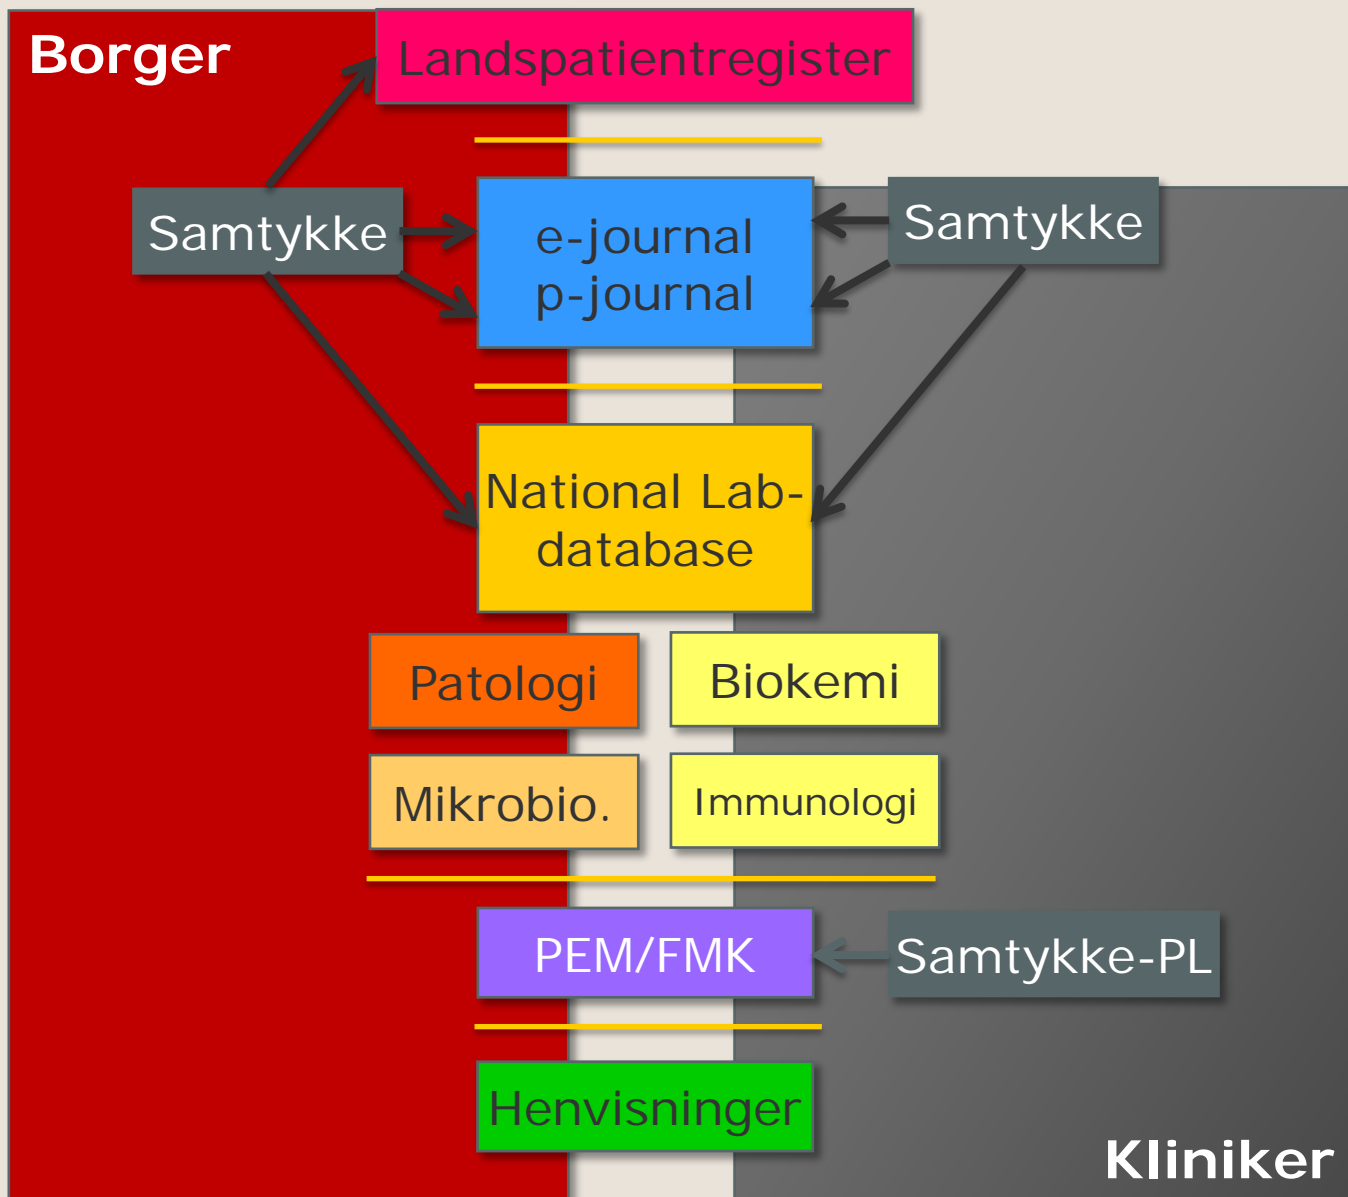 Borger
Landspatientregister
Samtykke
e-journal
p-journal
Samtykke
National Lab-
database
Patologi
Biokemi
Mikrobio.
Immunologi
PEM/FMK
Samtykke-PL
Henvisninger
Kliniker